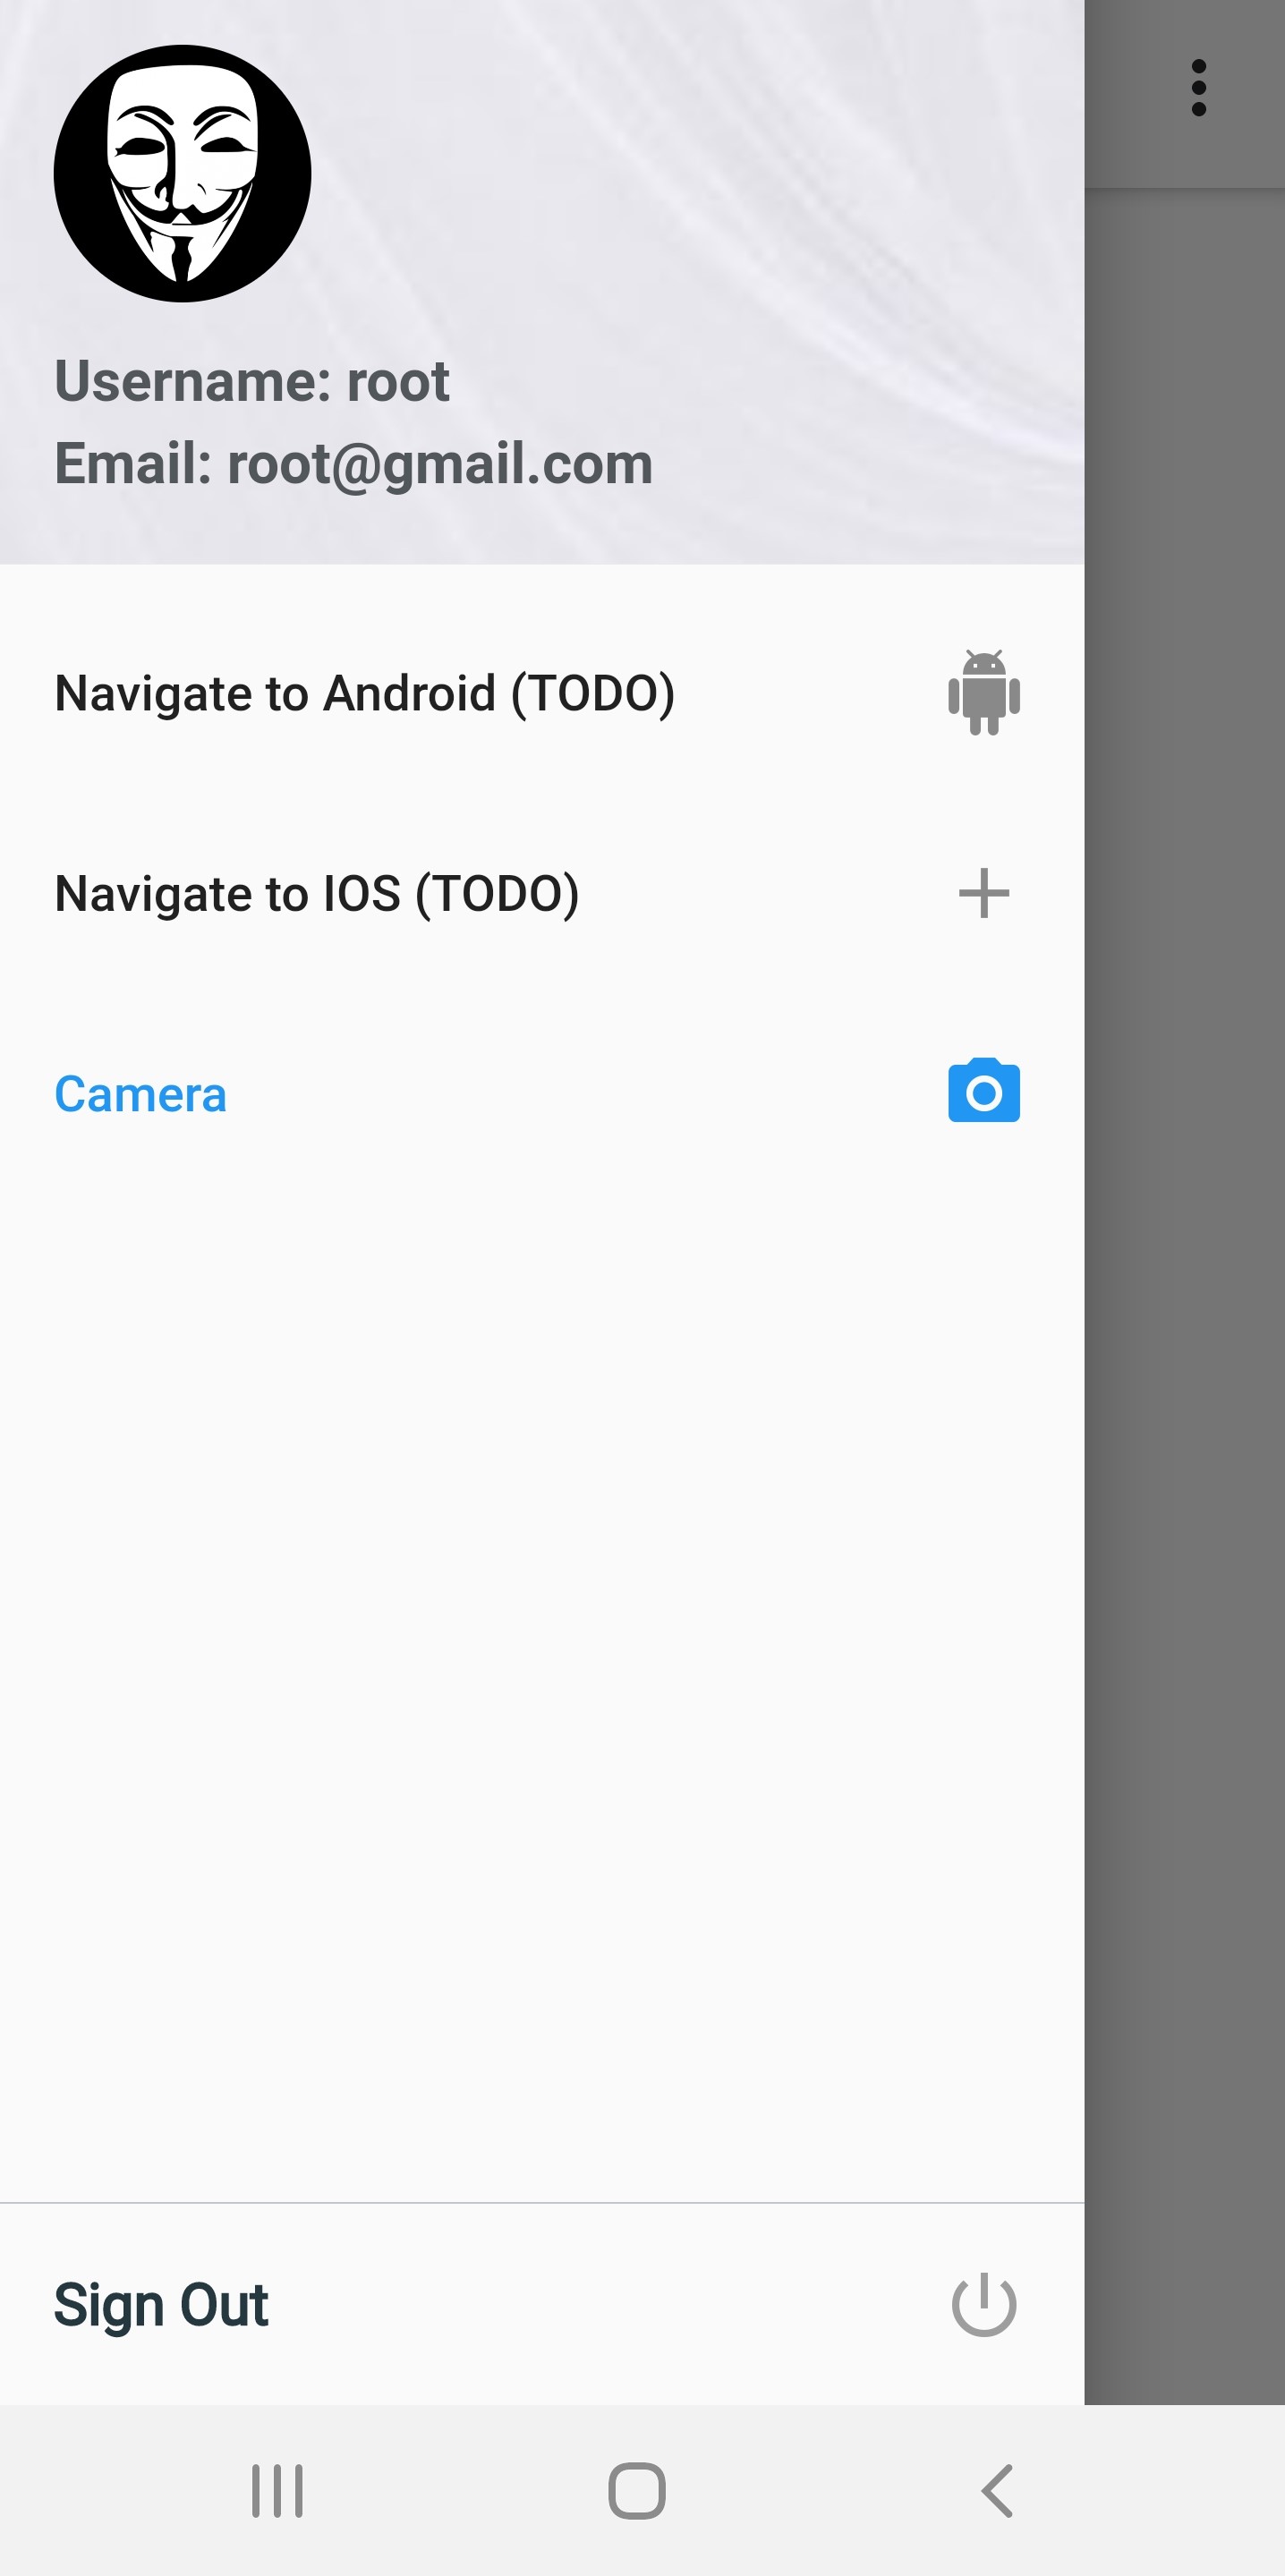 Username: root
Email: root@gmail.com
Navigate to Android (TODO)
Navigate to IOS (TODO)
Camera
Sign Out